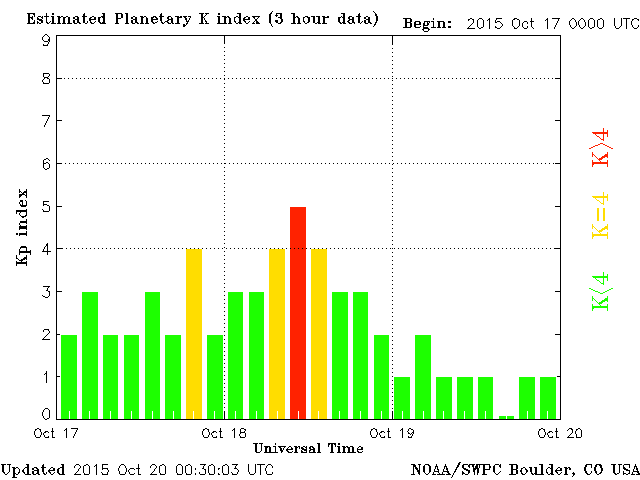 Estimated Planetary K index (3 hour data) Begin: 2015 Oct 17 0000 UTC
9
8
7
6
5
4
3
2
1
0
Kp index
K>4
K=4
K<4
Oct 17 Oct 18 Oct 19 Oct 20
Universal Time
Updated 2015 Oct 20 00:30:03 UTC NOAA/SWPC Boulder, CO USA